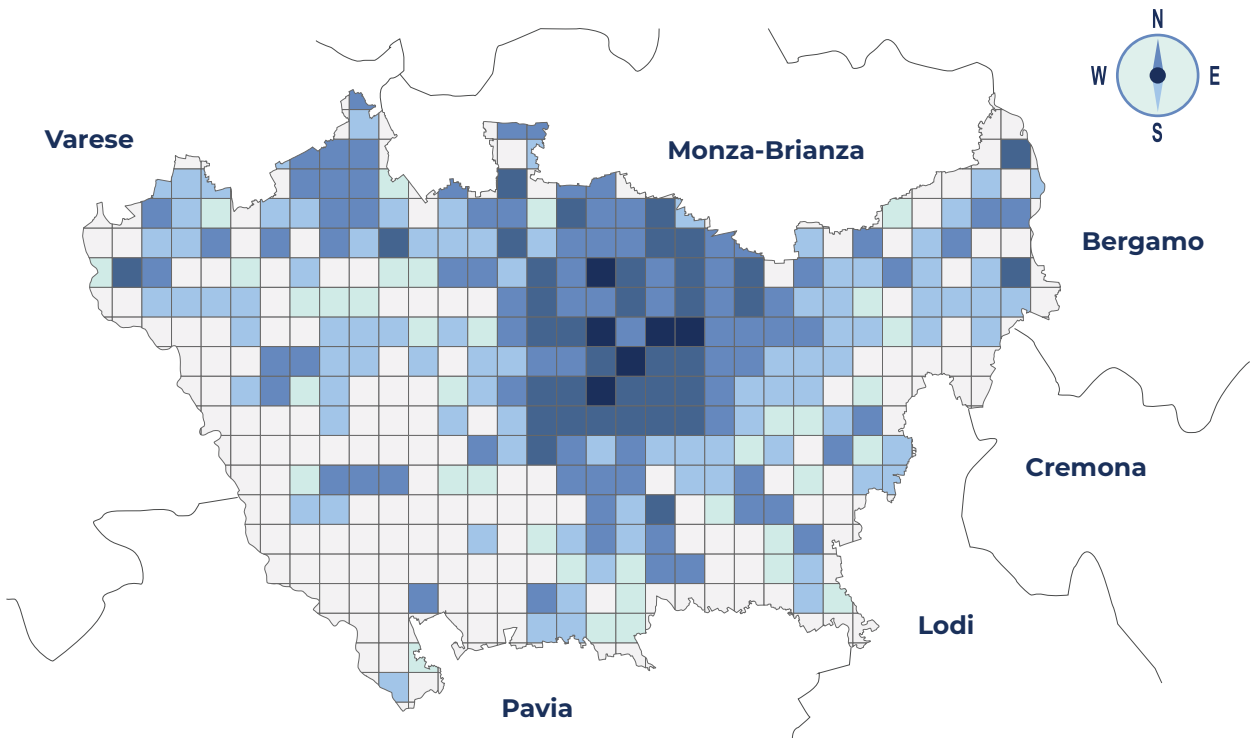 N
W E
S
Varese
Monza-Brianza
Bergamo
Cremona
Lodi
Pavia